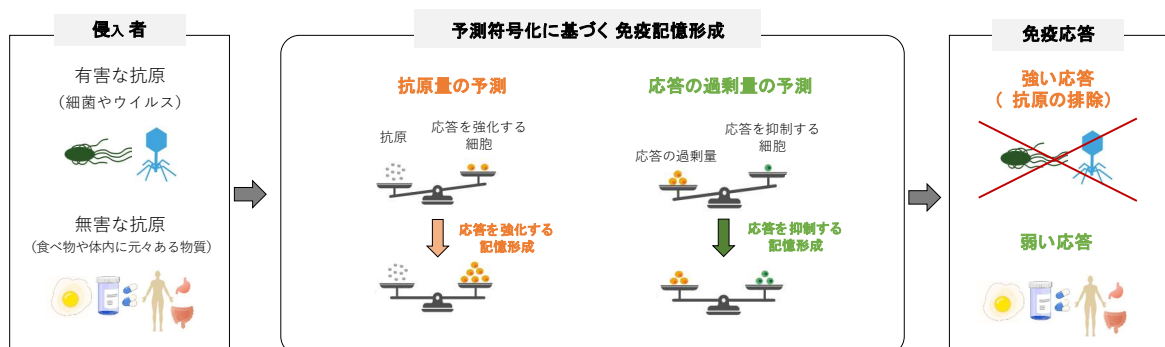 侵入者
有害な抗原
（細菌やウイルス）
無害な抗原
（食べ物や体内に元々ある物質）
予測符号化に基づく免疫記憶形成
抗原量の予測
抗原
応答を強化する
細胞
応答を強化する
記憶形成
応答の過剰量の予測
応答の過剰量
応答を抑制する
細胞
応答を抑制する
記憶形成
免疫応答
強い応答
（ 抗原の排除）
弱い応答